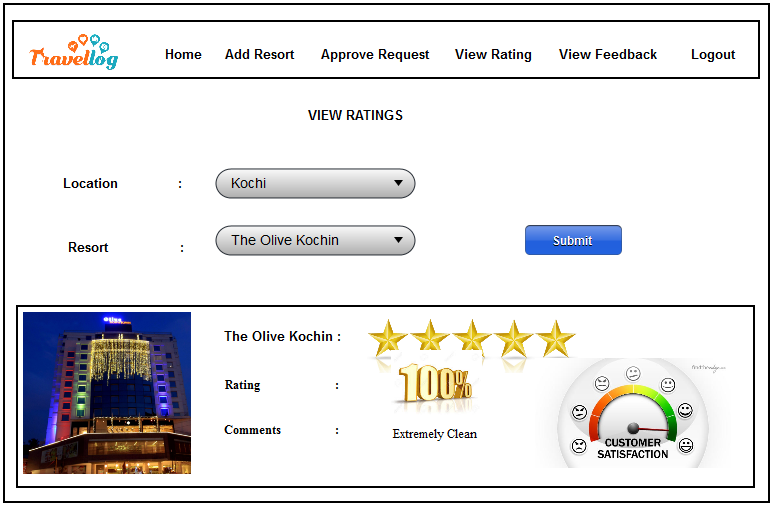 Travellog
Home Add Resort Approve Request View Rating View Feedback Logout
VIEW RATINGS
Location : Kochi
Resort : The Olive Kochin Submit
The Olive Kochin :
Rating : 100%
Comments : Extremely Clean
CUSTOMER
SATISFACTION